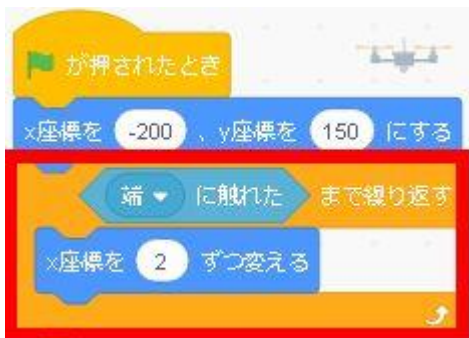 が押されたとき
x座標を -200 、y座標を 150 にする
端 に触れた まで繰り返す
x座標を 2 ずつ変える